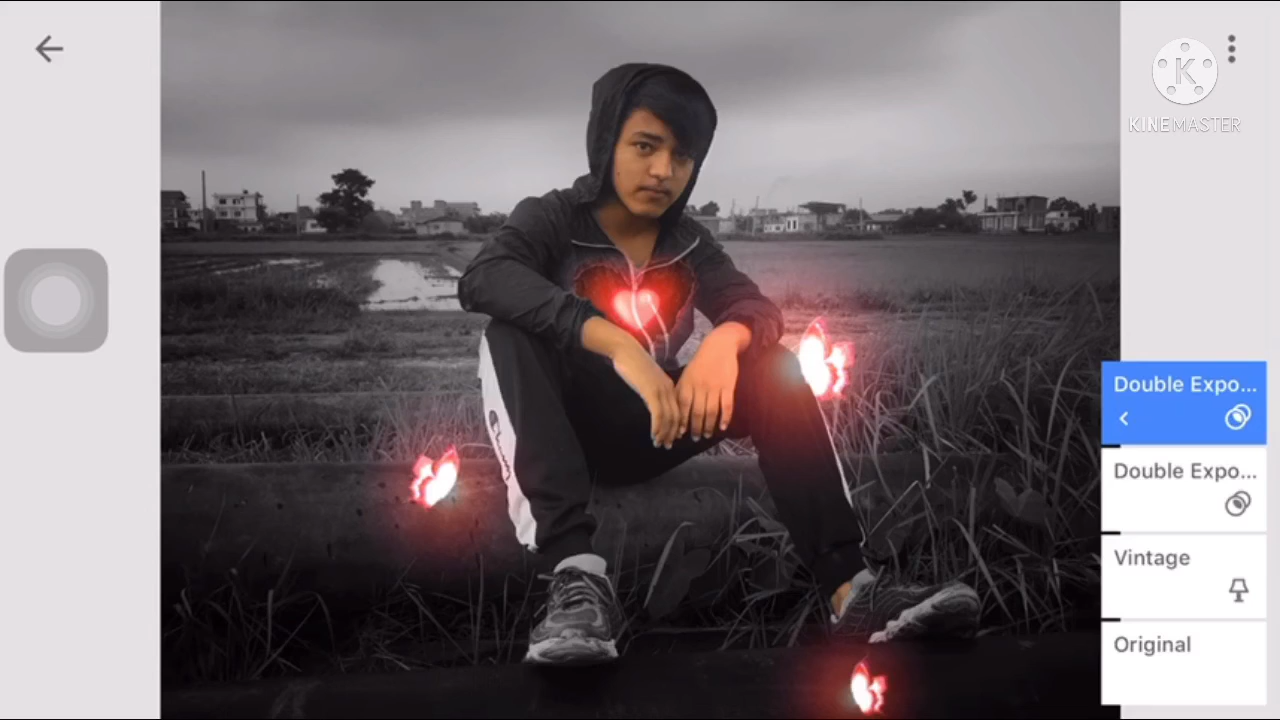 K
KINEMASTER
Double Expo...
Double Expo...
Vintage
Original